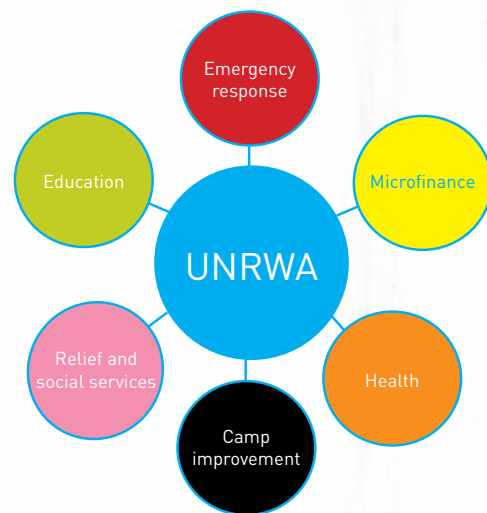 Emergency
response
Education
Microfinance
UNRWA
Relief and
social services
Health
Camp
improvement